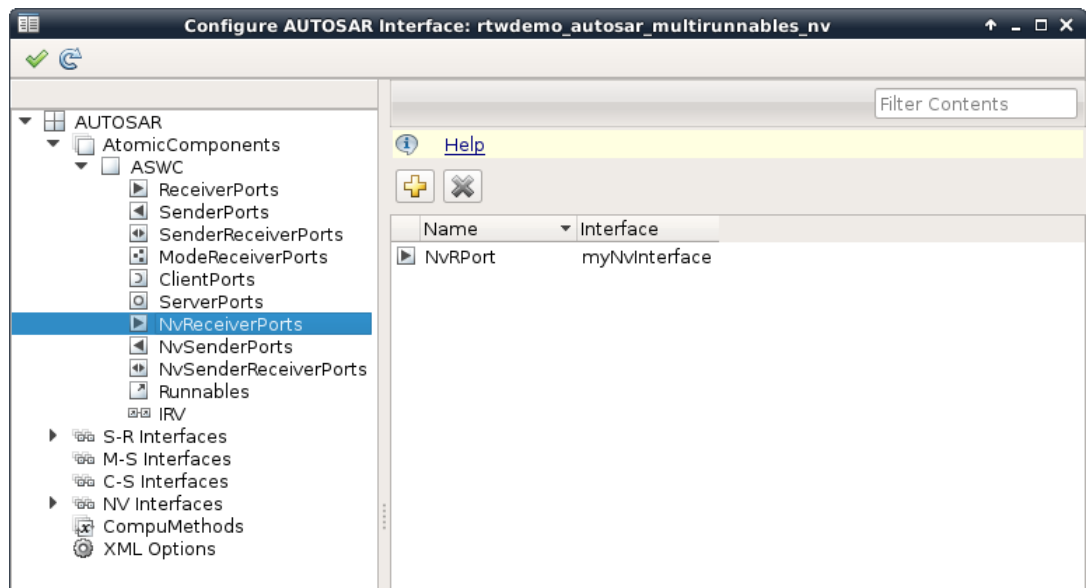 Configure AUTOSAR Interface: rtwdemo_autosar_multirunnables_nv
Filter Contents
AUTOSAR
AtomicComponents
ASWC
ReceiverPorts
SenderPorts
SenderReceiverPorts
ModeReceiverPorts
ClientPorts
ServerPorts
NvReceiverPorts
NvSenderPorts
NvSenderReceiverPorts
Runnables
IRV
S-R Interfaces
M-S Interfaces
C-S Interfaces
NV Interfaces
CompuMethods
XML Options
Help
Name Interface
NvRPort myNvInterface